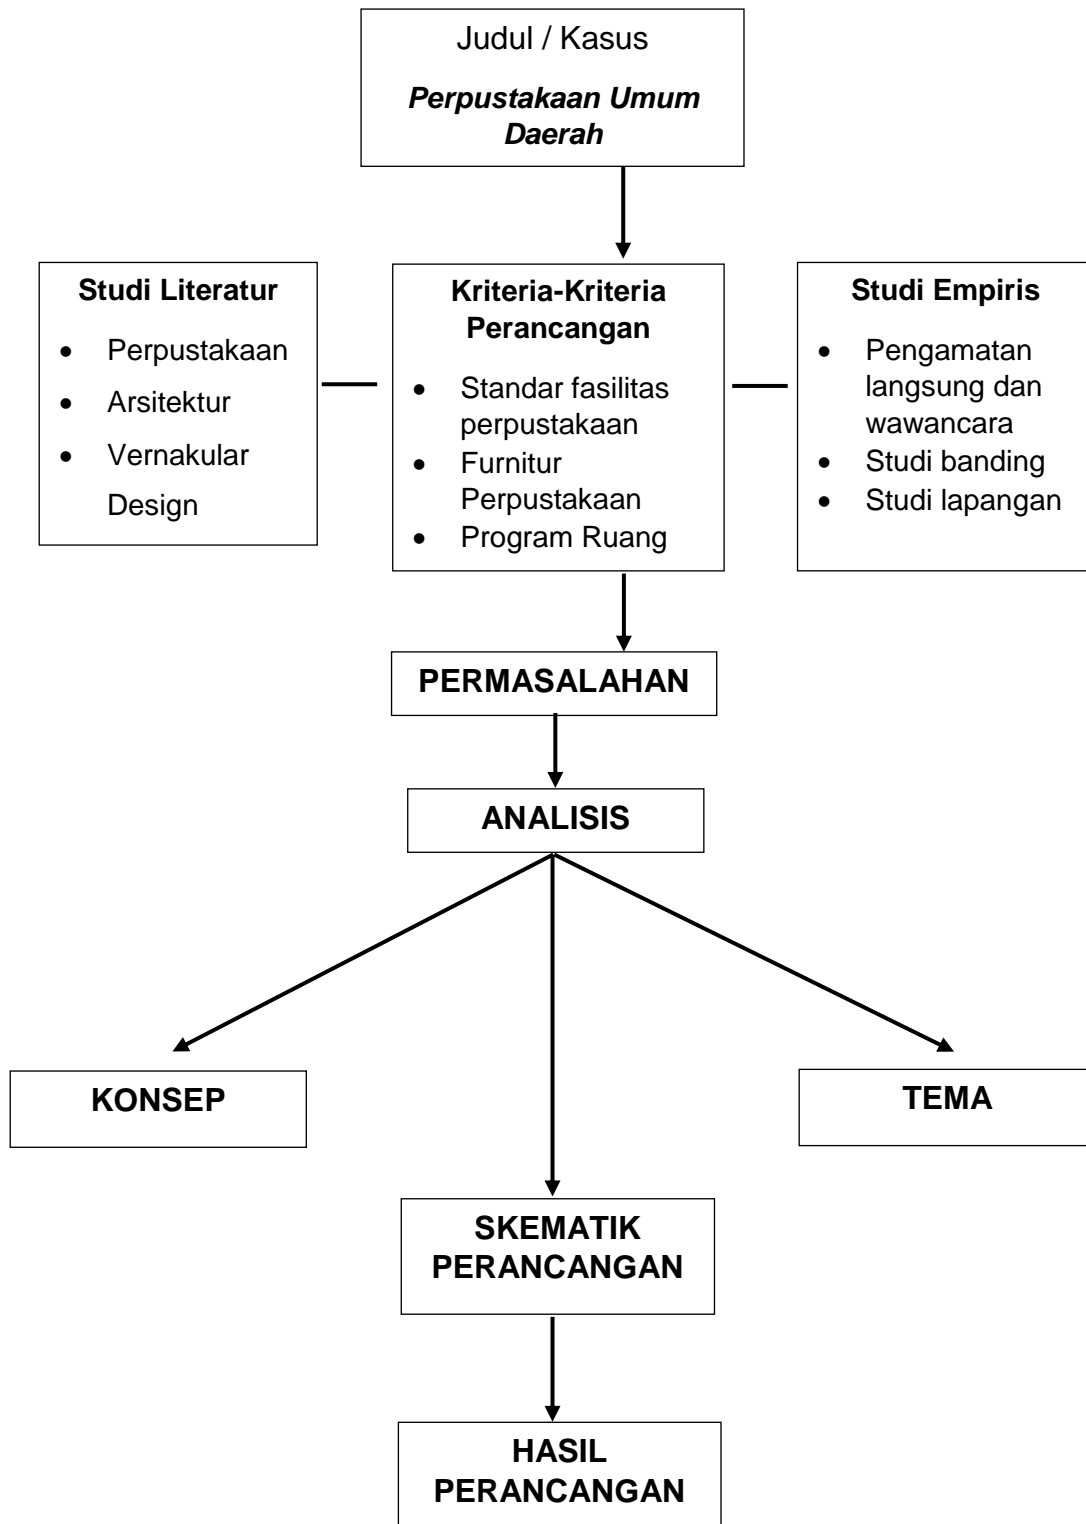 Judul / Kasus
Perpustakaan Umum
Daerah
Studi Literatur
• Perpustakaan
• Arsitektur
• Vernakular
Design
Kriteria-Kriteria
Perancangan
• Standar fasilitas
perpustakaan
• Furnitur
Perpustakaan
• Program Ruang
Studi Empiris
• Pengamatan
langsung dan
wawancara
• Studi banding
• Studi lapangan
PERMASALAHAN
ANALISIS
KONSEP
TEMA
SKEMATIK
PERANCANGAN
HASIL
PERANCANGAN